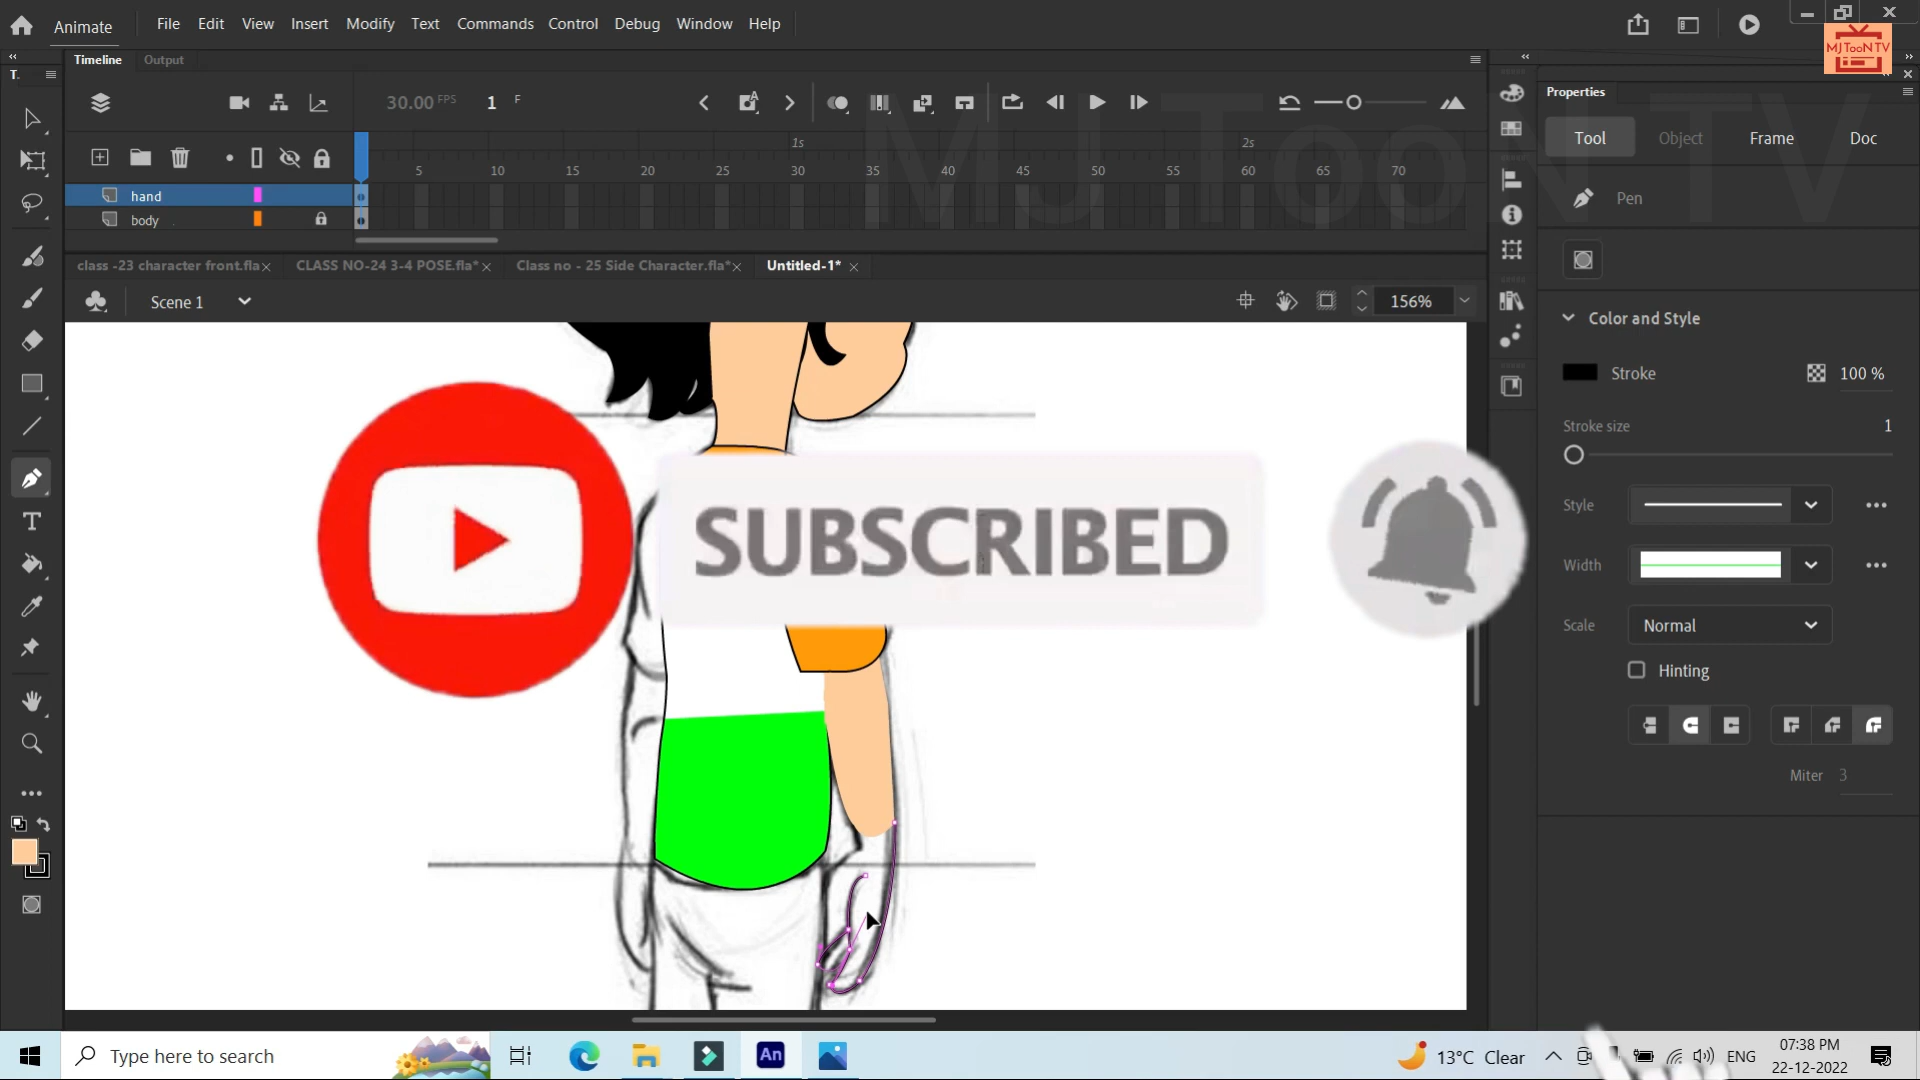 Animate File Edit View Insert Modify Text Commands Control Debug Window Help
MJTOONTV
Timeline Output
T.
Properties
30.00 FPS 1 F
MJ TooN TV
Tool Object Frame Doc
1s 2s
5 10 15 20 25 30 35 40 45 50 55 60 65 70
hand
Pen
body
class -23 character front.fla× CLASS NO-24 3-4 POSE.fla*× Class no - 25 Side Character.fla*× Untitled-1* ×
Scene 1 156%
Color and Style
Stroke 100 %
Stroke size 1
SUBSCRIBED
Style
Width
Scale Normal
Hinting
Miter 3
An
Type here to search
13°C Clear
ENG
07:38 PM
22-12-2022